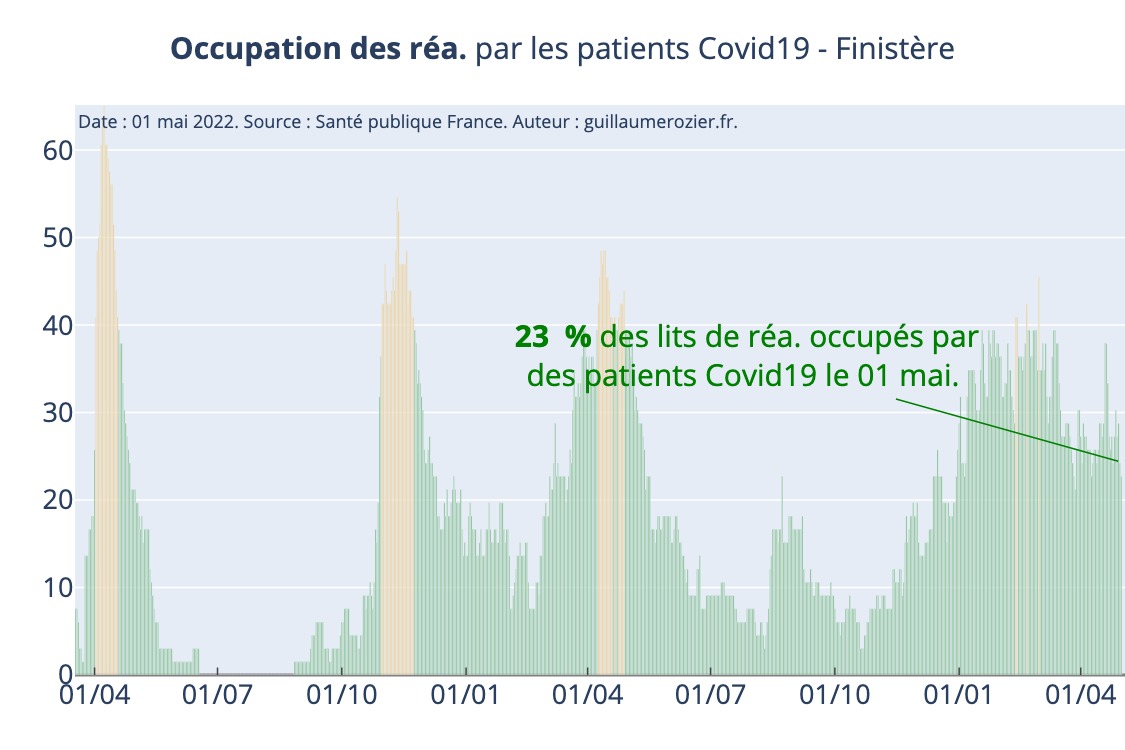 Occupation des réa. par les patients Covid19 - Finistère
Date : 01 mai 2022. Source : Santé publique France. Auteur : guillaumerozier.fr.
60
50
40
23 % des lits de réa. occupés par
des patients Covid19 le 01 mai.
30
20
10
0
01/04 01/07 01/10 01/01 01/04 01/07 01/10 01/01 01/04